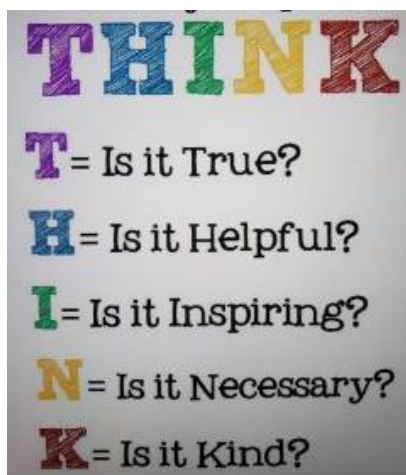 THINK
T = Is it True?
H = Is it Helpful?
I = Is it Inspiring?
N = Is it Necessary?
K = Is it Kind?